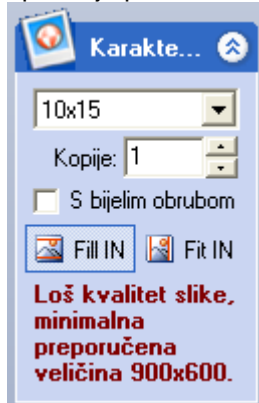 Karakte...
10x15
Kopije: 1
S bijelim obrubom
Fill IN Fit IN
Loš kvalitet slike,
minimalna
preporučena
veličina 900x600.